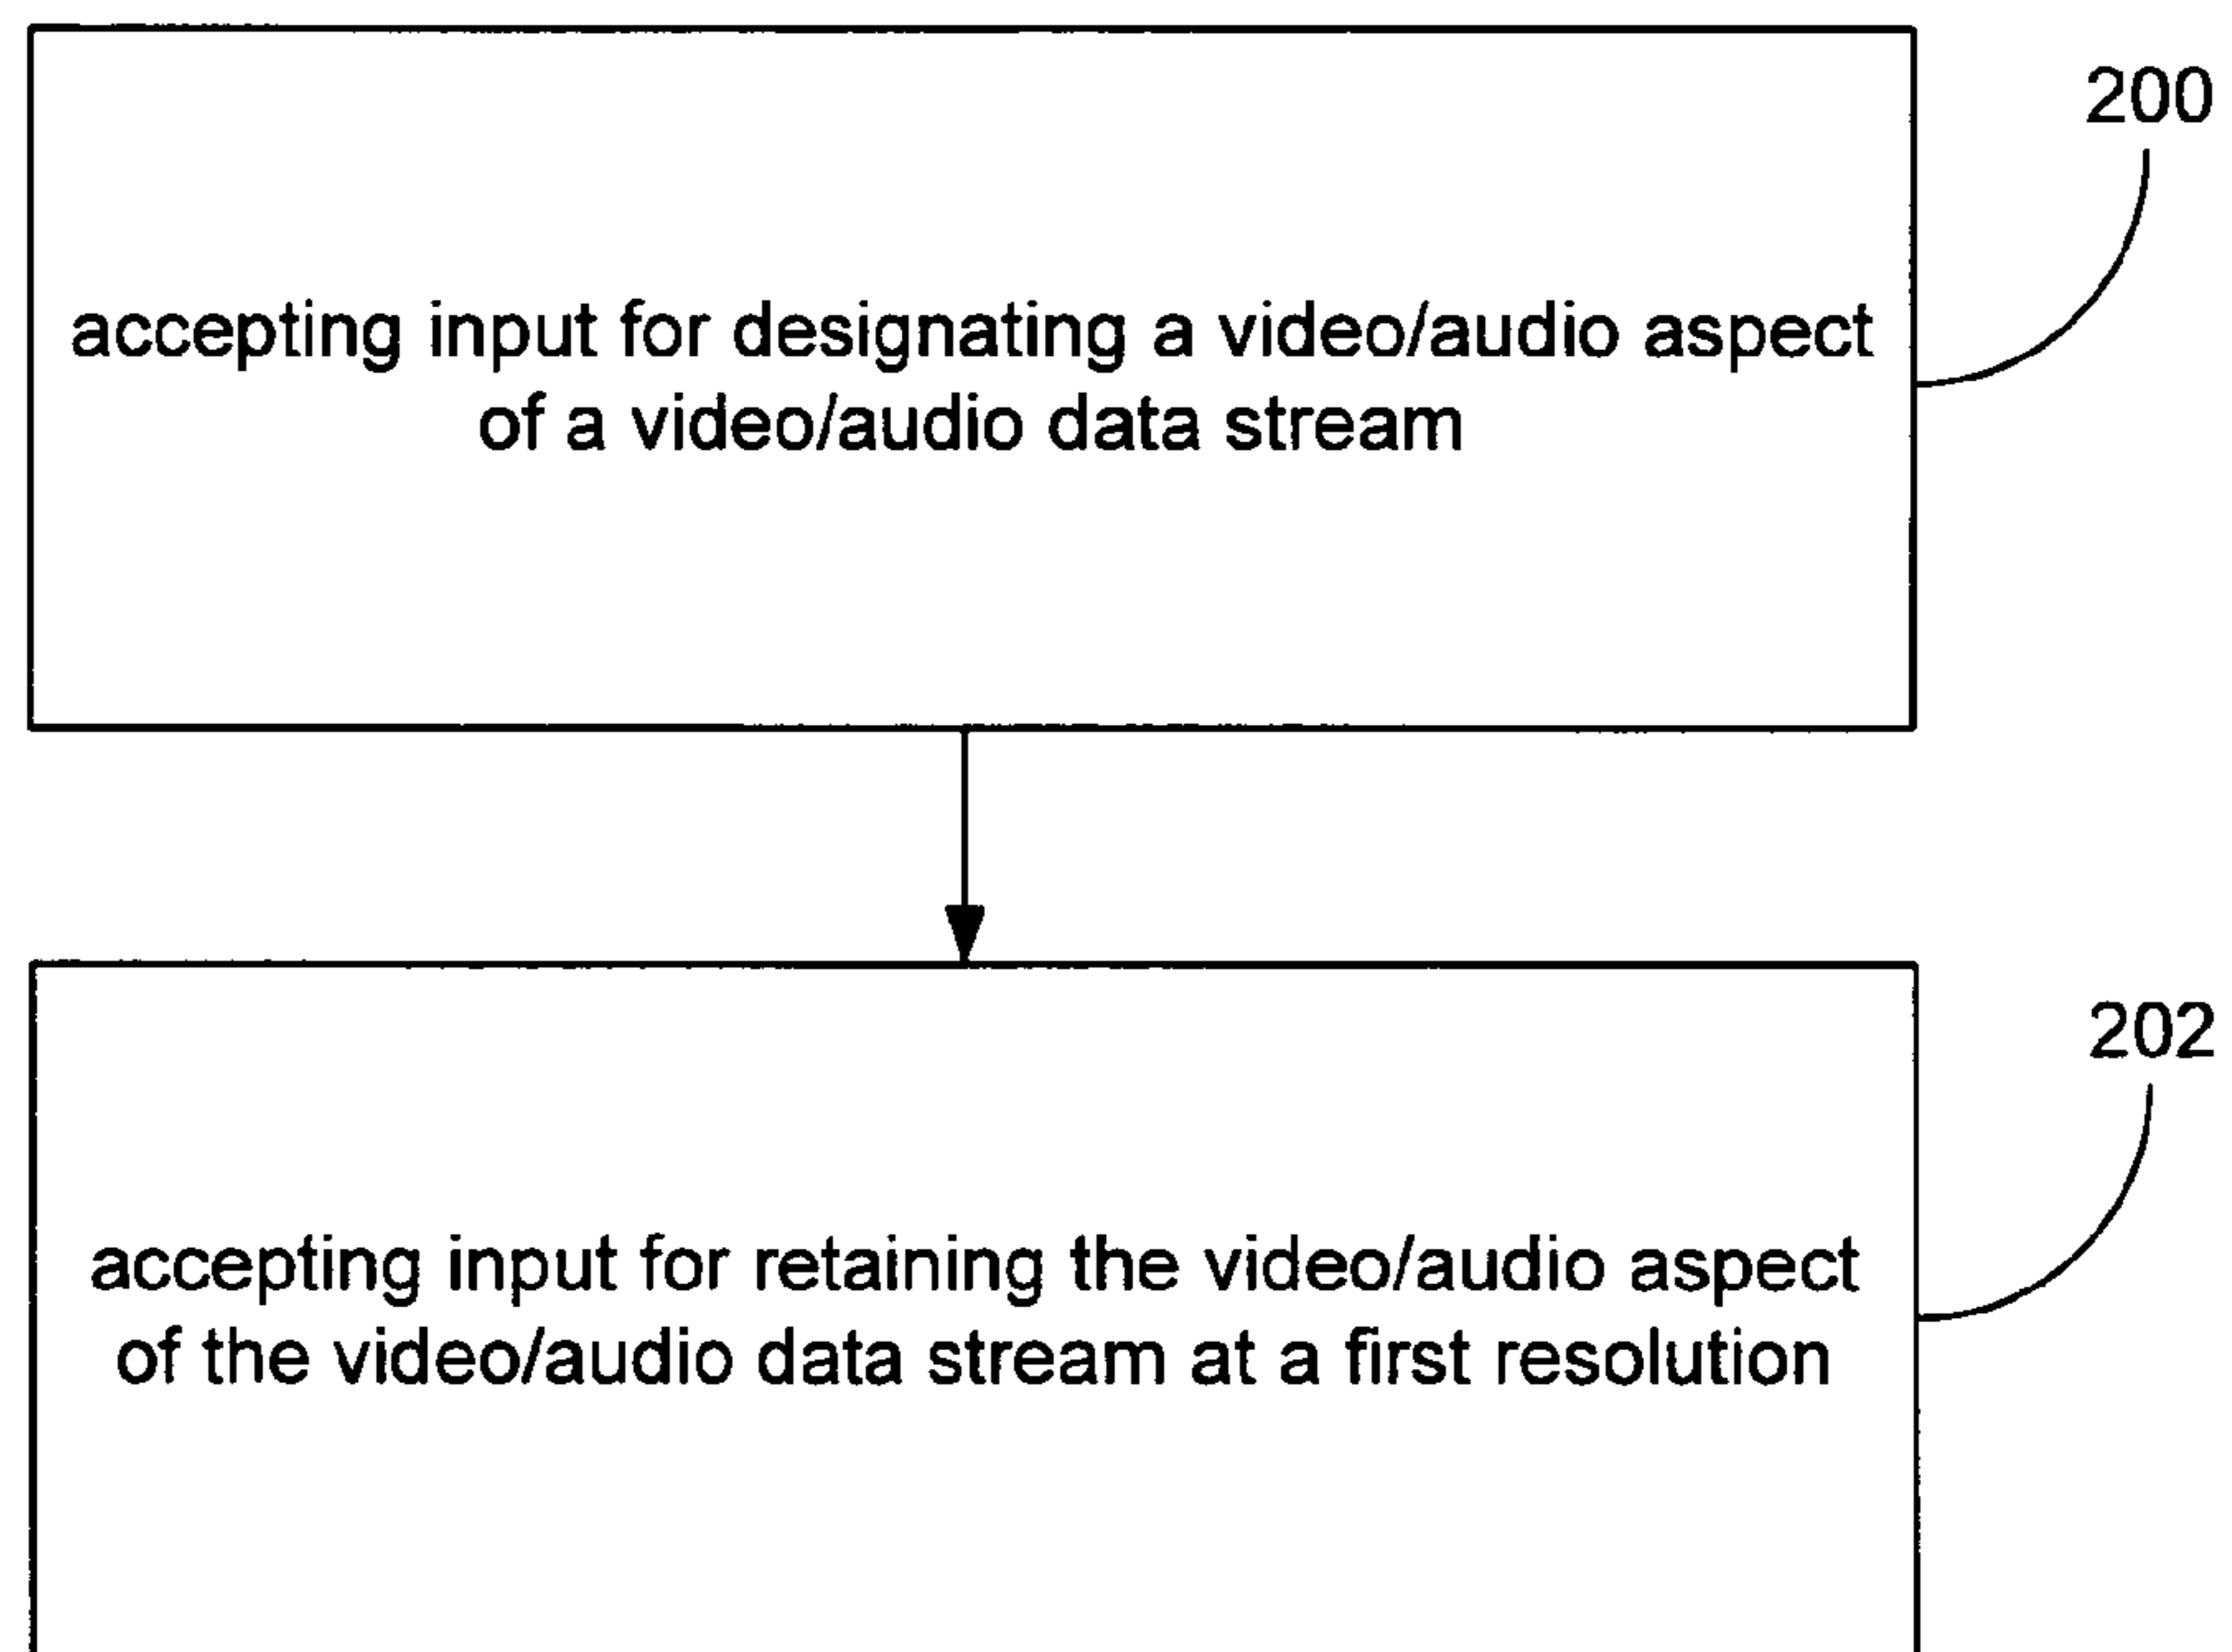 200
accepting input for designating a video/audio aspect
of a video/audio data stream
202
accepting input for retaining the video/audio aspect
of the video/audio data stream at a first resolution